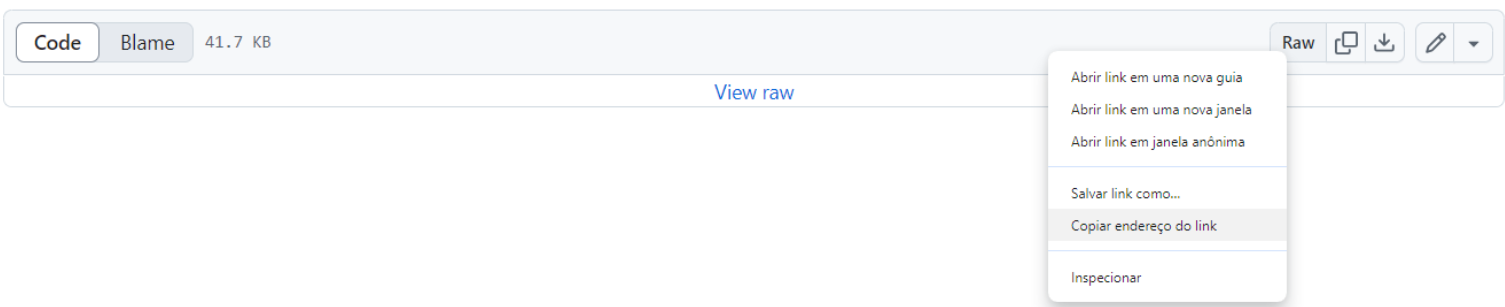 Code Blame 41.7 KB Raw
View raw
Abrir link em uma nova guia
Abrir link em uma nova janela
Abrir link em janela anônima
Salvar link como...
Copiar endereço do link
Inspecionar